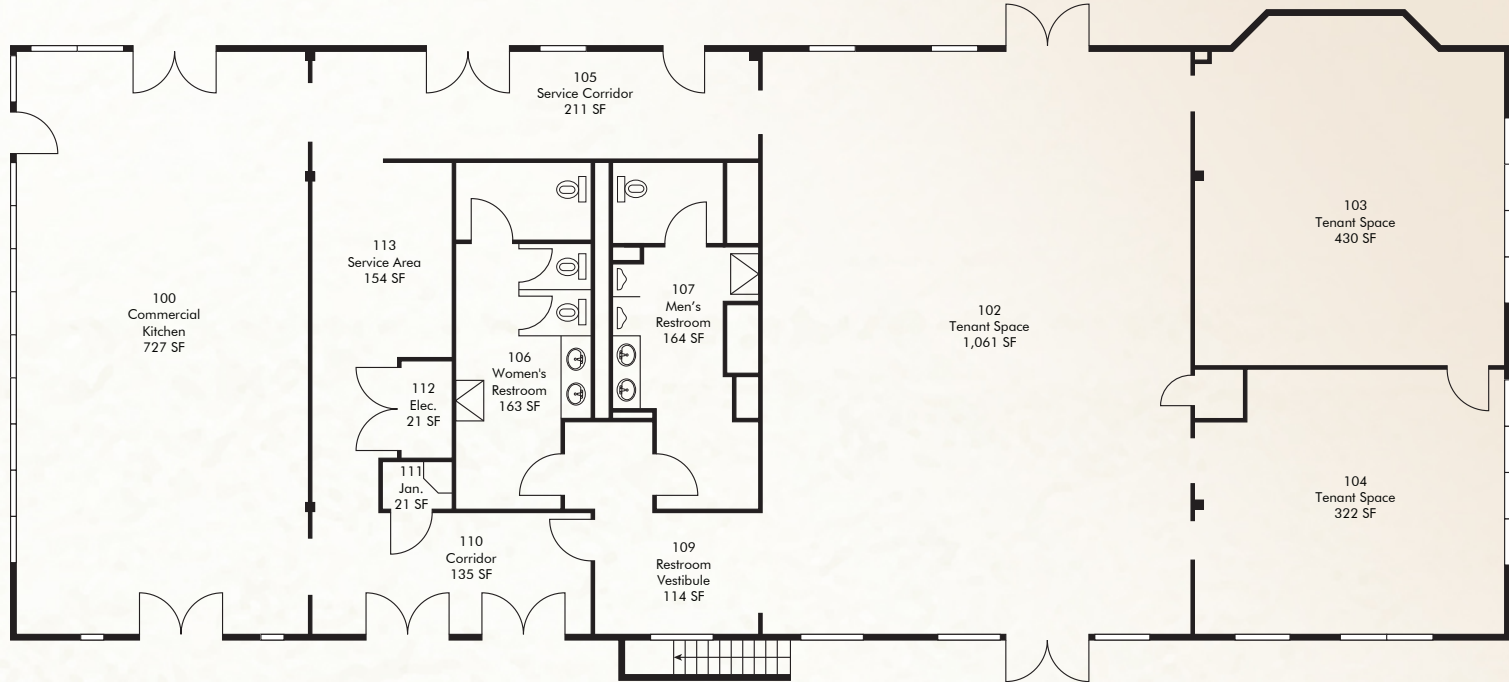 105
Service Corridor
211 SF
103
Tenant Space
430 SF
113
Service Area
154 SF
100
Commercial
Kitchen
727 SF
107
Men’s
Restroom
164 SF
102
Tenant Space
1,061 SF
106
Women's
Restroom
163 SF
112
Elec.
21 SF
111
Jan.
21 SF
104
Tenant Space
322 SF
110
Corridor
135 SF
109
Restroom
Vestibule
114 SF